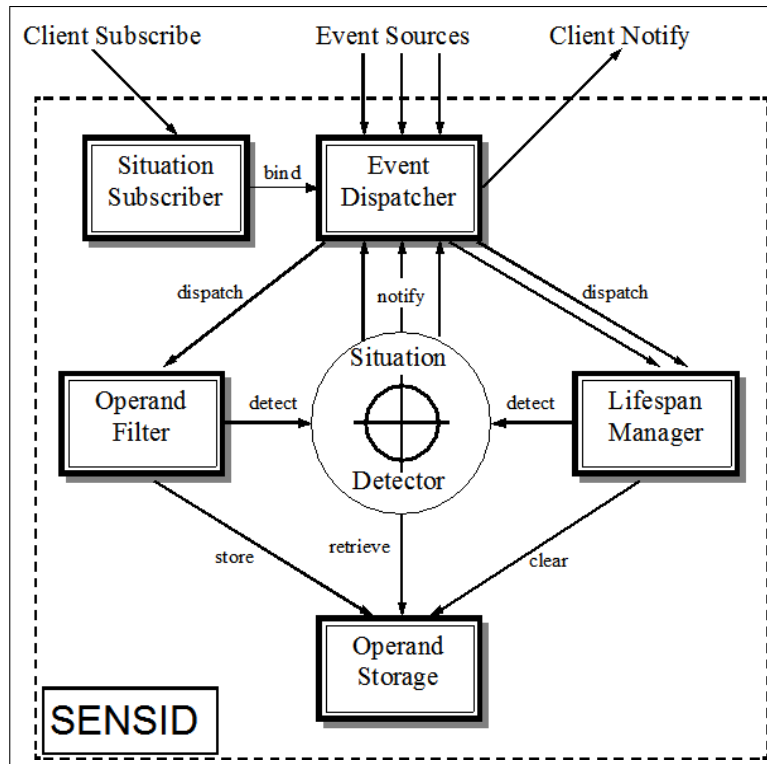 Client Subscribe
Event Sources
Client Notify
Situation
Subscriber
bind
Event
Dispatcher
dispatch
notify
dispatch
Operand
Filter
detect
Situation
Detector
detect
Lifespan
Manager
store
retrieve
clear
Operand
Storage
SENSID